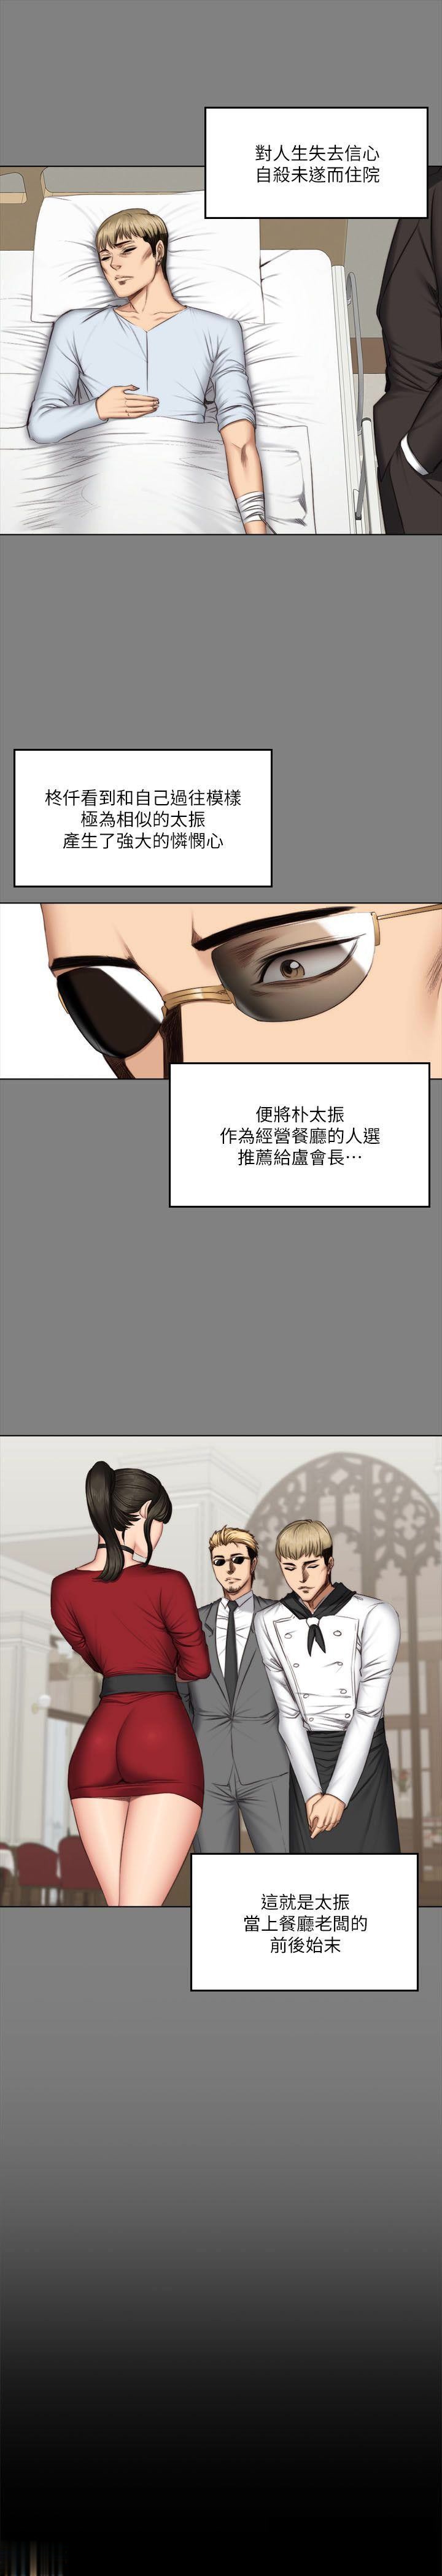 對人生失去信心
自殺未遂而住院
柊仟看到和自己過往模樣
極為相似的太振
產生了強大的憐憫心
便將朴太振
作為經營餐廳的人選
推薦給盧會長⋯
這就是太振
當上餐廳老闆的
前後始末